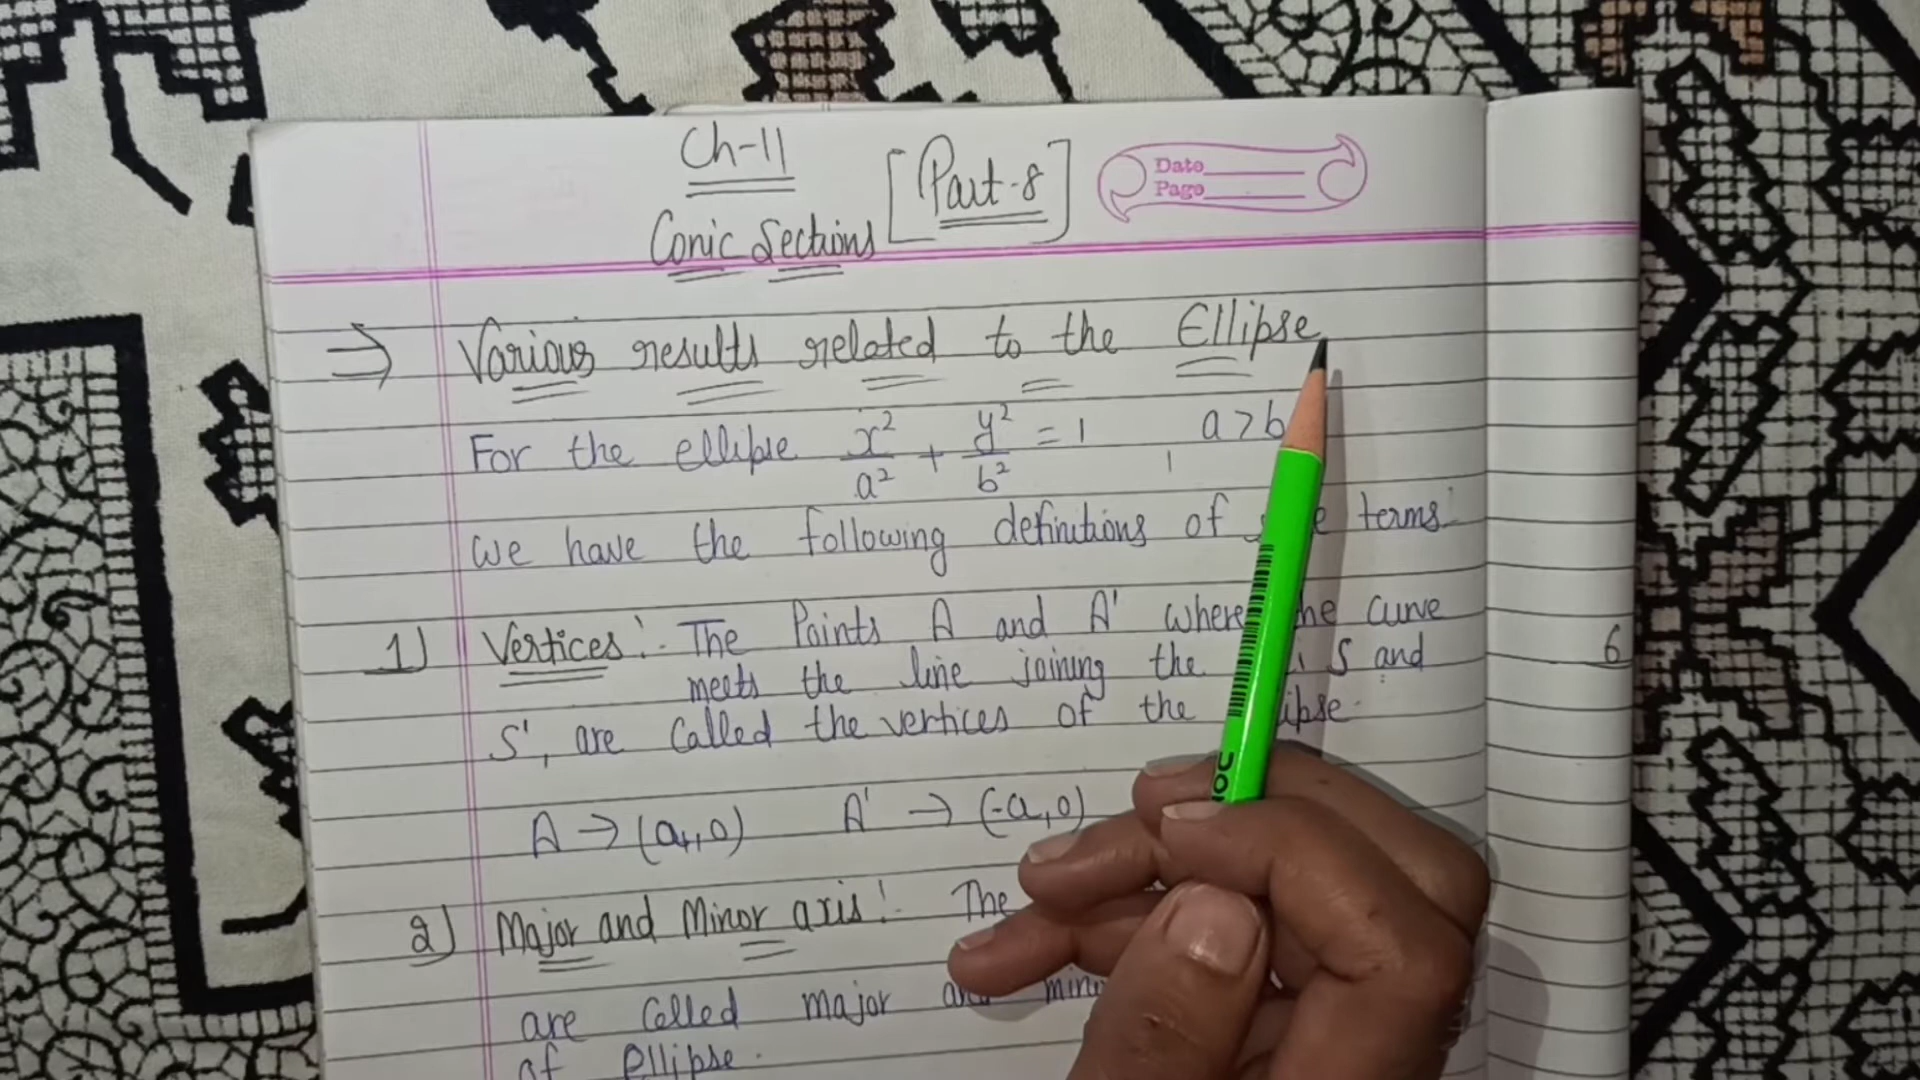 Ch-11
[Part-8]
Date
Page
Conic Sections
⇒ Various results related to the Ellipse
For the ellipse x²/a² + y²/b² = 1 , a > b
we have the following definitions of terms:
1) Vertices:- The Points A and A' where the curve
meets the line joining the S and
S', are called the vertices of the
A → (a,0) A' → (-a,0)
2) Major and Minor axis:- The
are called major and
of ellipse.
6